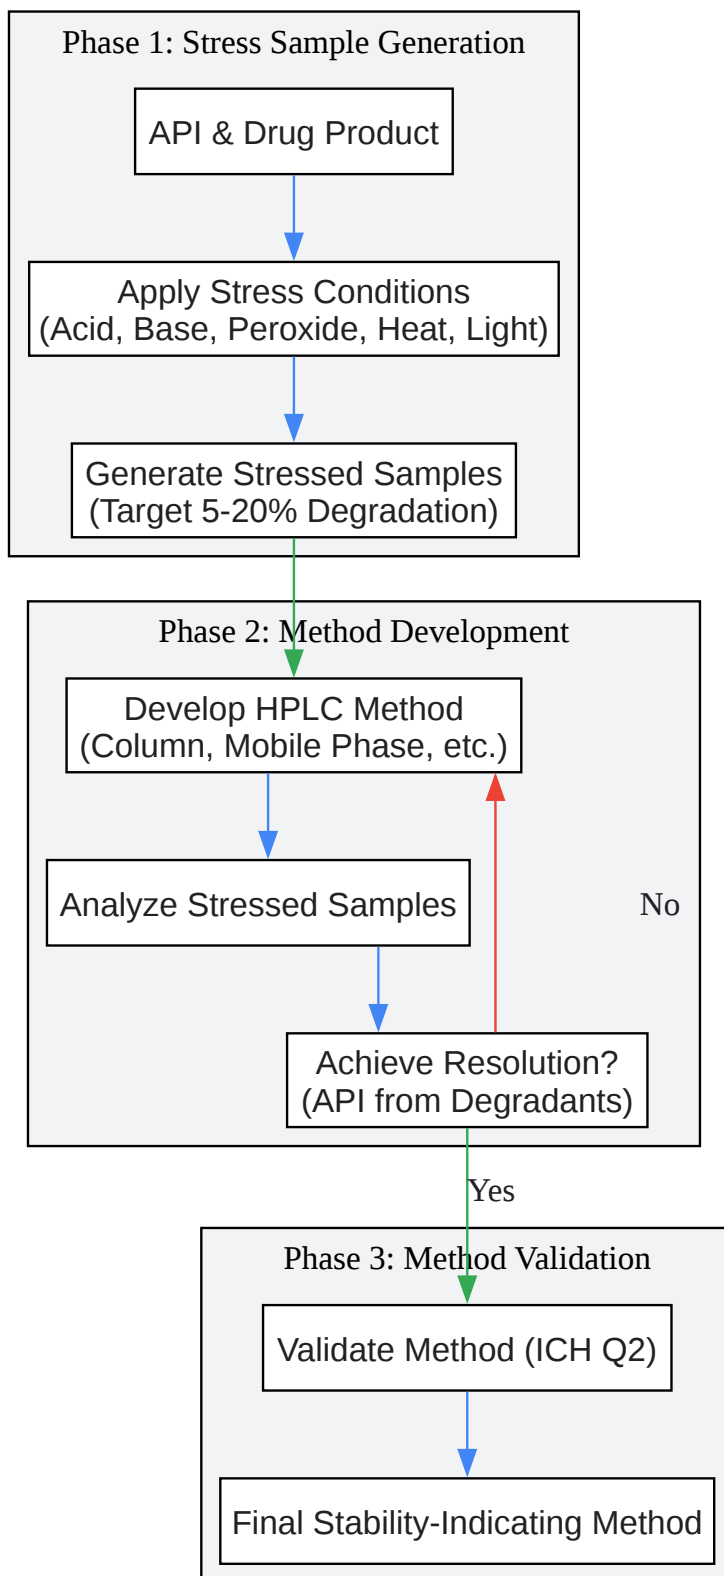 Phase 1: Stress Sample Generation
API & Drug Product
Apply Stress Conditions
(Acid, Base, Peroxide, Heat, Light)
Generate Stressed Samples
(Target 5-20% Degradation)
Phase 2: Method Development
Develop HPLC Method
(Column, Mobile Phase, etc.)
Analyze Stressed Samples
No
Achieve Resolution?
(API from Degradants)
Yes
Phase 3: Method Validation
Validate Method (ICH Q2)
Final Stability-Indicating Method